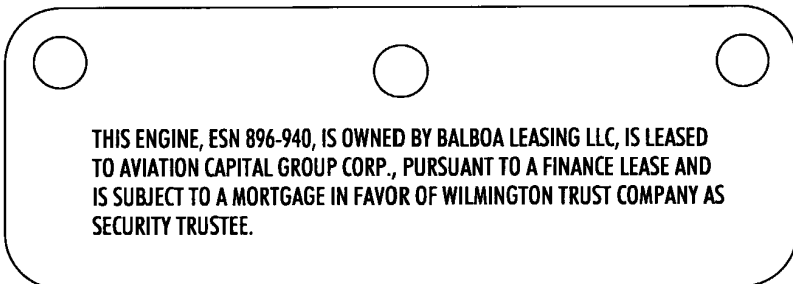 THIS ENGINE, ESN 896-940, IS OWNED BY BALBOA LEASING LLC, IS LEASED
TO AVIATION CAPITAL GROUP CORP., PURSUANT TO A FINANCE LEASE AND
IS SUBJECT TO A MORTGAGE IN FAVOR OF WILMINGTON TRUST COMPANY AS
SECURITY TRUSTEE.